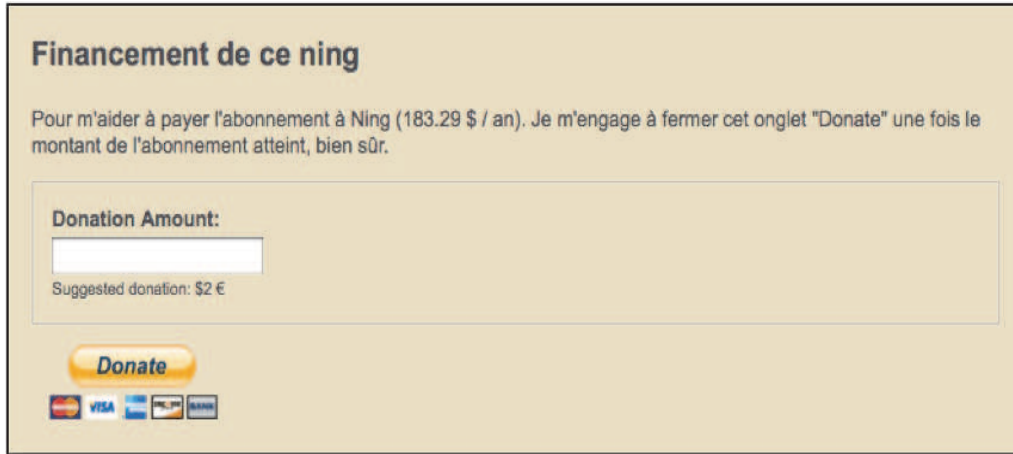 Financement de ce ning
Pour m'aider à payer l'abonnement à Ning (183.29 $ / an). Je m'engage à fermer cet onglet "Donate" une fois le
montant de l'abonnement atteint, bien sûr.
Donation Amount:
Suggested donation: $2 €
Donate
VISA
BANK